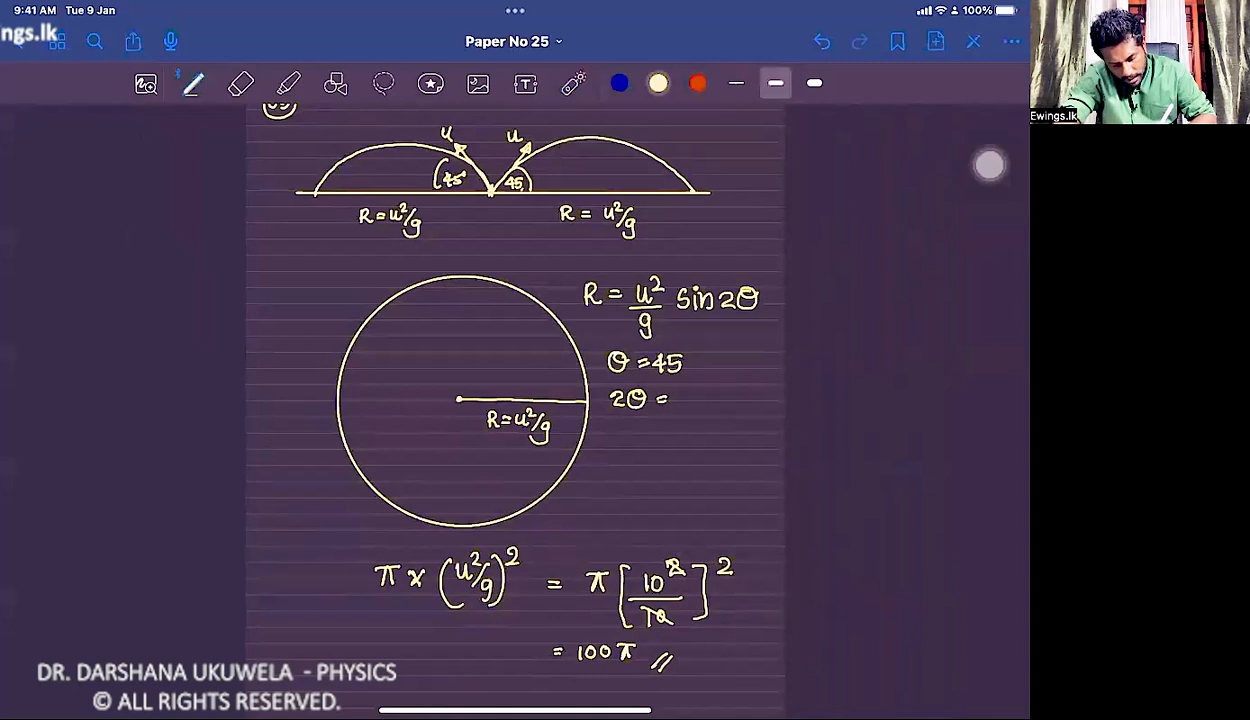 9:41 AM Tue 9 Jan
100%
ngs.lk
Paper No 25
Ewings.lk
u u
45° 45
R = u²/g R = u²/g
R = u²/g sin 2θ
θ = 45
2θ =
R = u²/g
π × (u²/g)² = π [10²/10]²
= 100 π //
DR. DARSHANA UKUWELA - PHYSICS
© ALL RIGHTS RESERVED.